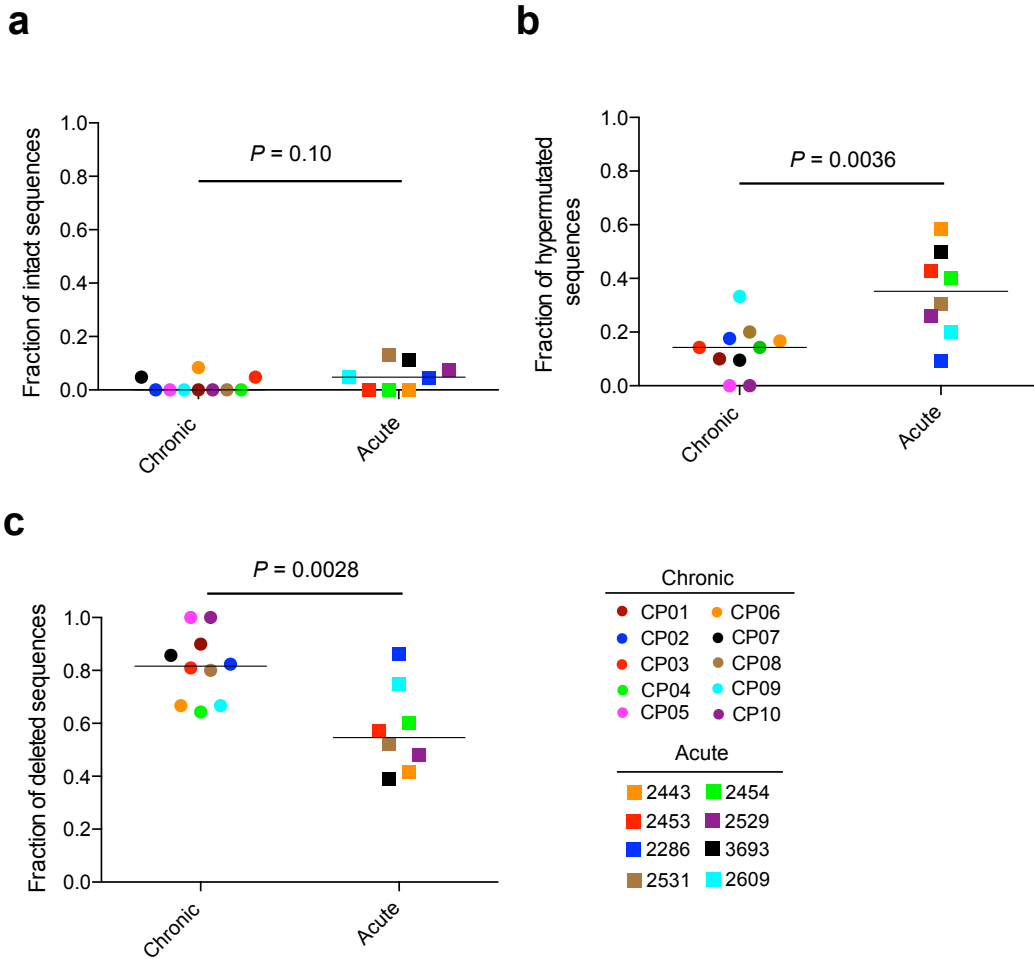 a
Fraction of intact sequences
1.0
0.8
0.6
0.4
0.2
0.0
P = 0.10
Chronic
Acute
b
Fraction of hypermutated
sequences
1.0
0.8
0.6
0.4
0.2
0.0
P = 0.0036
Chronic
Acute
c
Fraction of deleted sequences
1.0
0.8
0.6
0.4
0.2
0.0
P = 0.0028
Chronic
Acute
Chronic
CP01 CP06
CP02 CP07
CP03 CP08
CP04 CP09
CP05 CP10
Acute
2443 2454
2453 2529
2286 3693
2531 2609